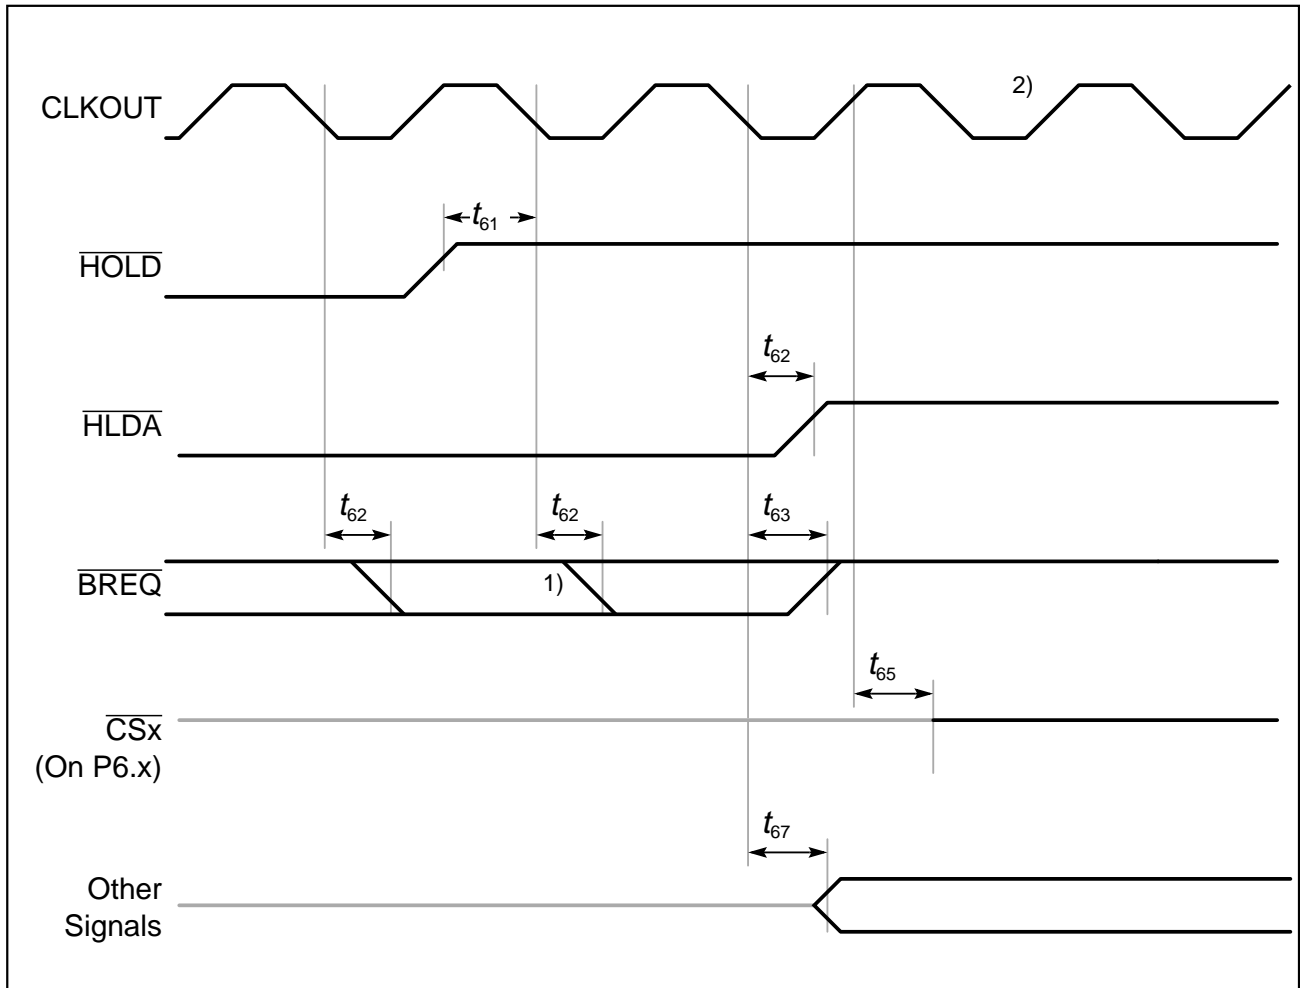 CLKOUT
2)
t61
HOLD
t62
HLDA
t62
t62
t63
BREQ
1)
t65
CSx
(On P6.x)
t67
Other
Signals